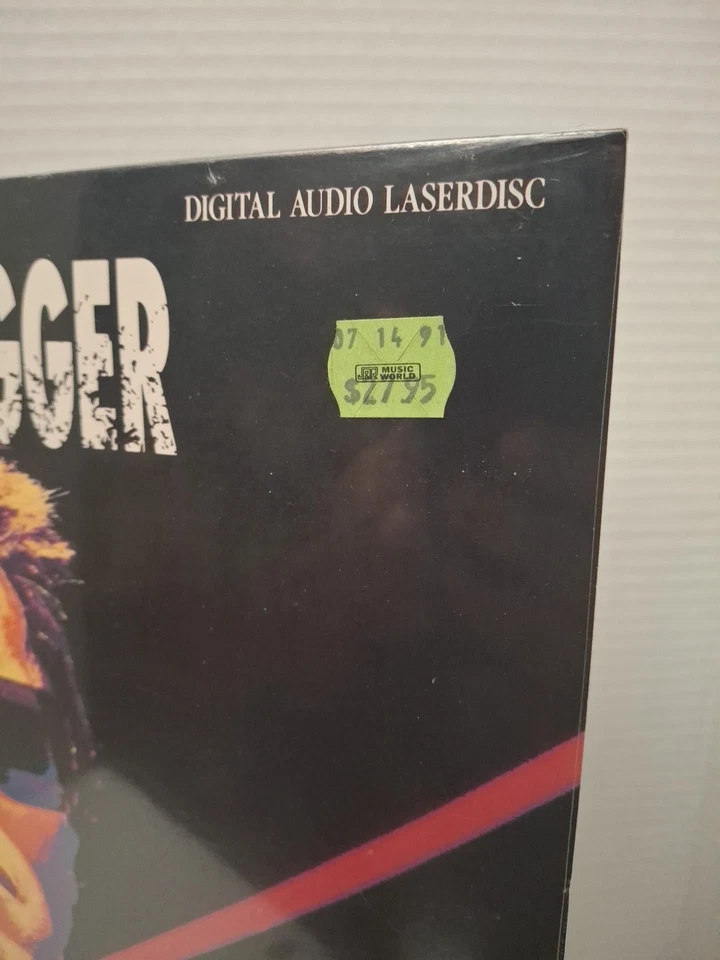 DIGITAL AUDIO LASERDISC
GGER
07 14 91
J&R MUSIC
WORLD
$27.95